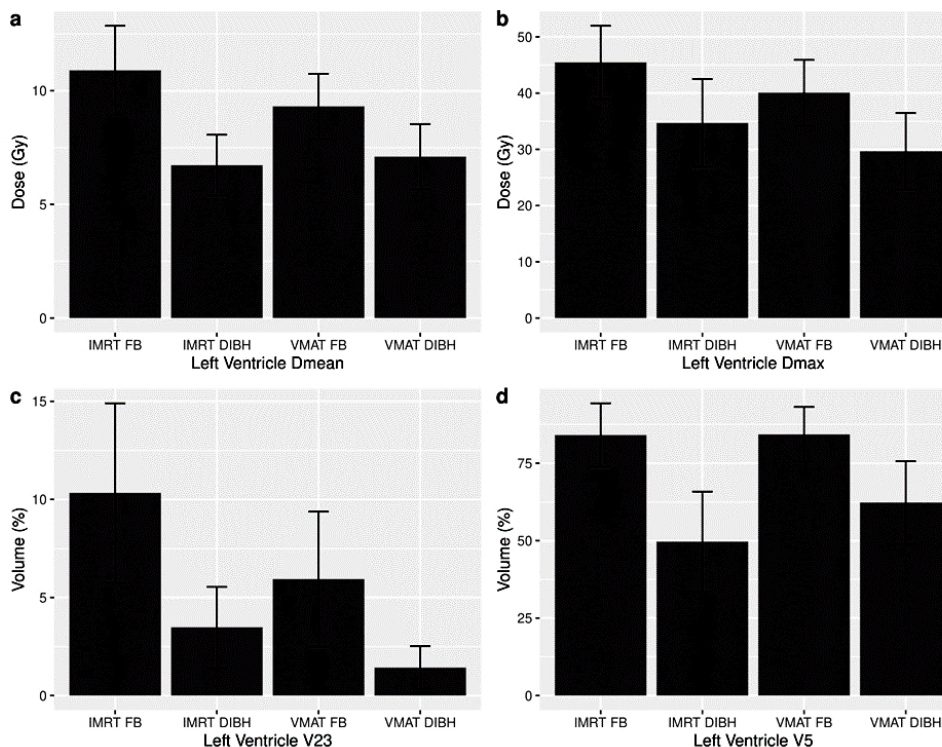 a
Dose (Gy)
10
5
0
IMRT FB IMRT DIBH VMAT FB VMAT DIBH
Left Ventricle Dmean
b
Dose (Gy)
50
40
30
20
10
0
IMRT FB IMRT DIBH VMAT FB VMAT DIBH
Left Ventricle Dmax
c
Volume (%)
15
10
5
0
IMRT FB IMRT DIBH VMAT FB VMAT DIBH
Left Ventricle V23
d
Volume (%)
75
50
25
0
IMRT FB IMRT DIBH VMAT FB VMAT DIBH
Left Ventricle V5